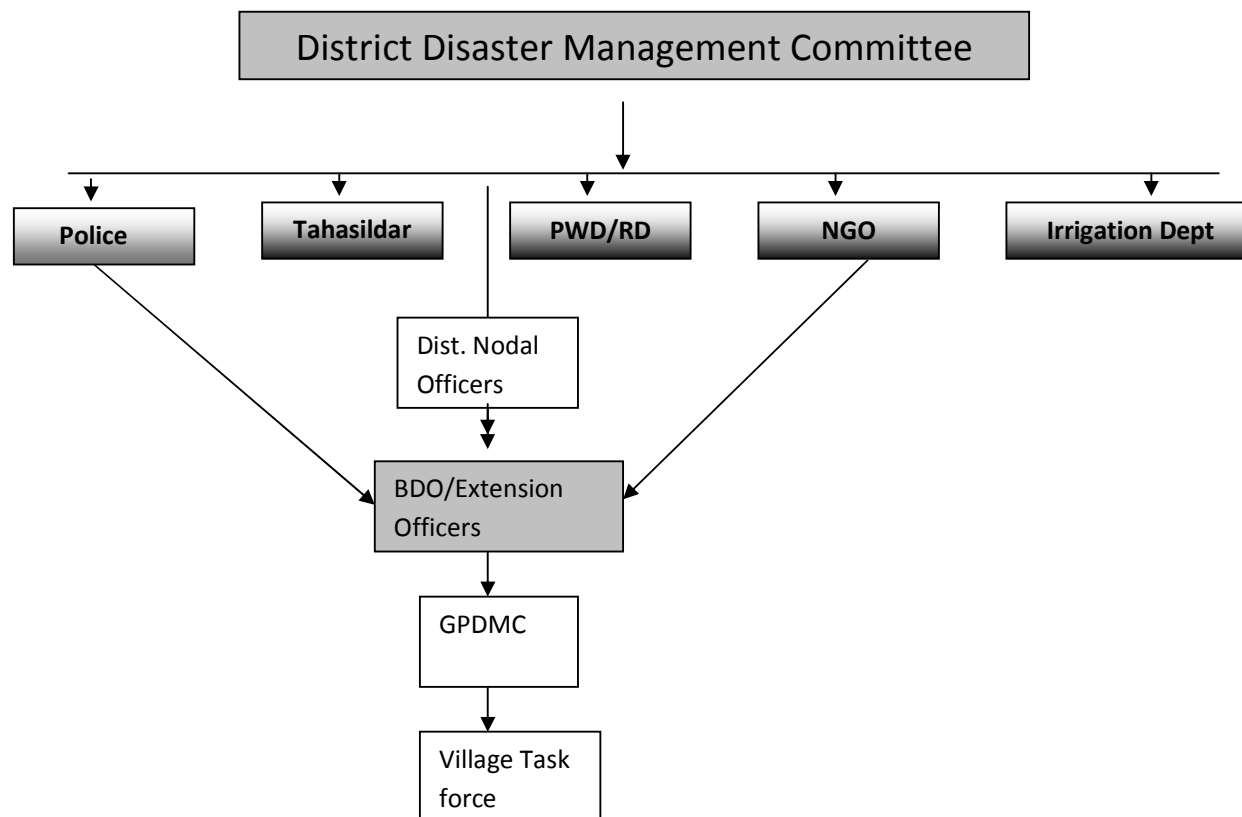 District Disaster Management Committee
Police
Tahasildar
PWD/RD
NGO
Irrigation Dept
Dist. Nodal
Officers
BDO/Extension
Officers
GPDMC
Village Task
force